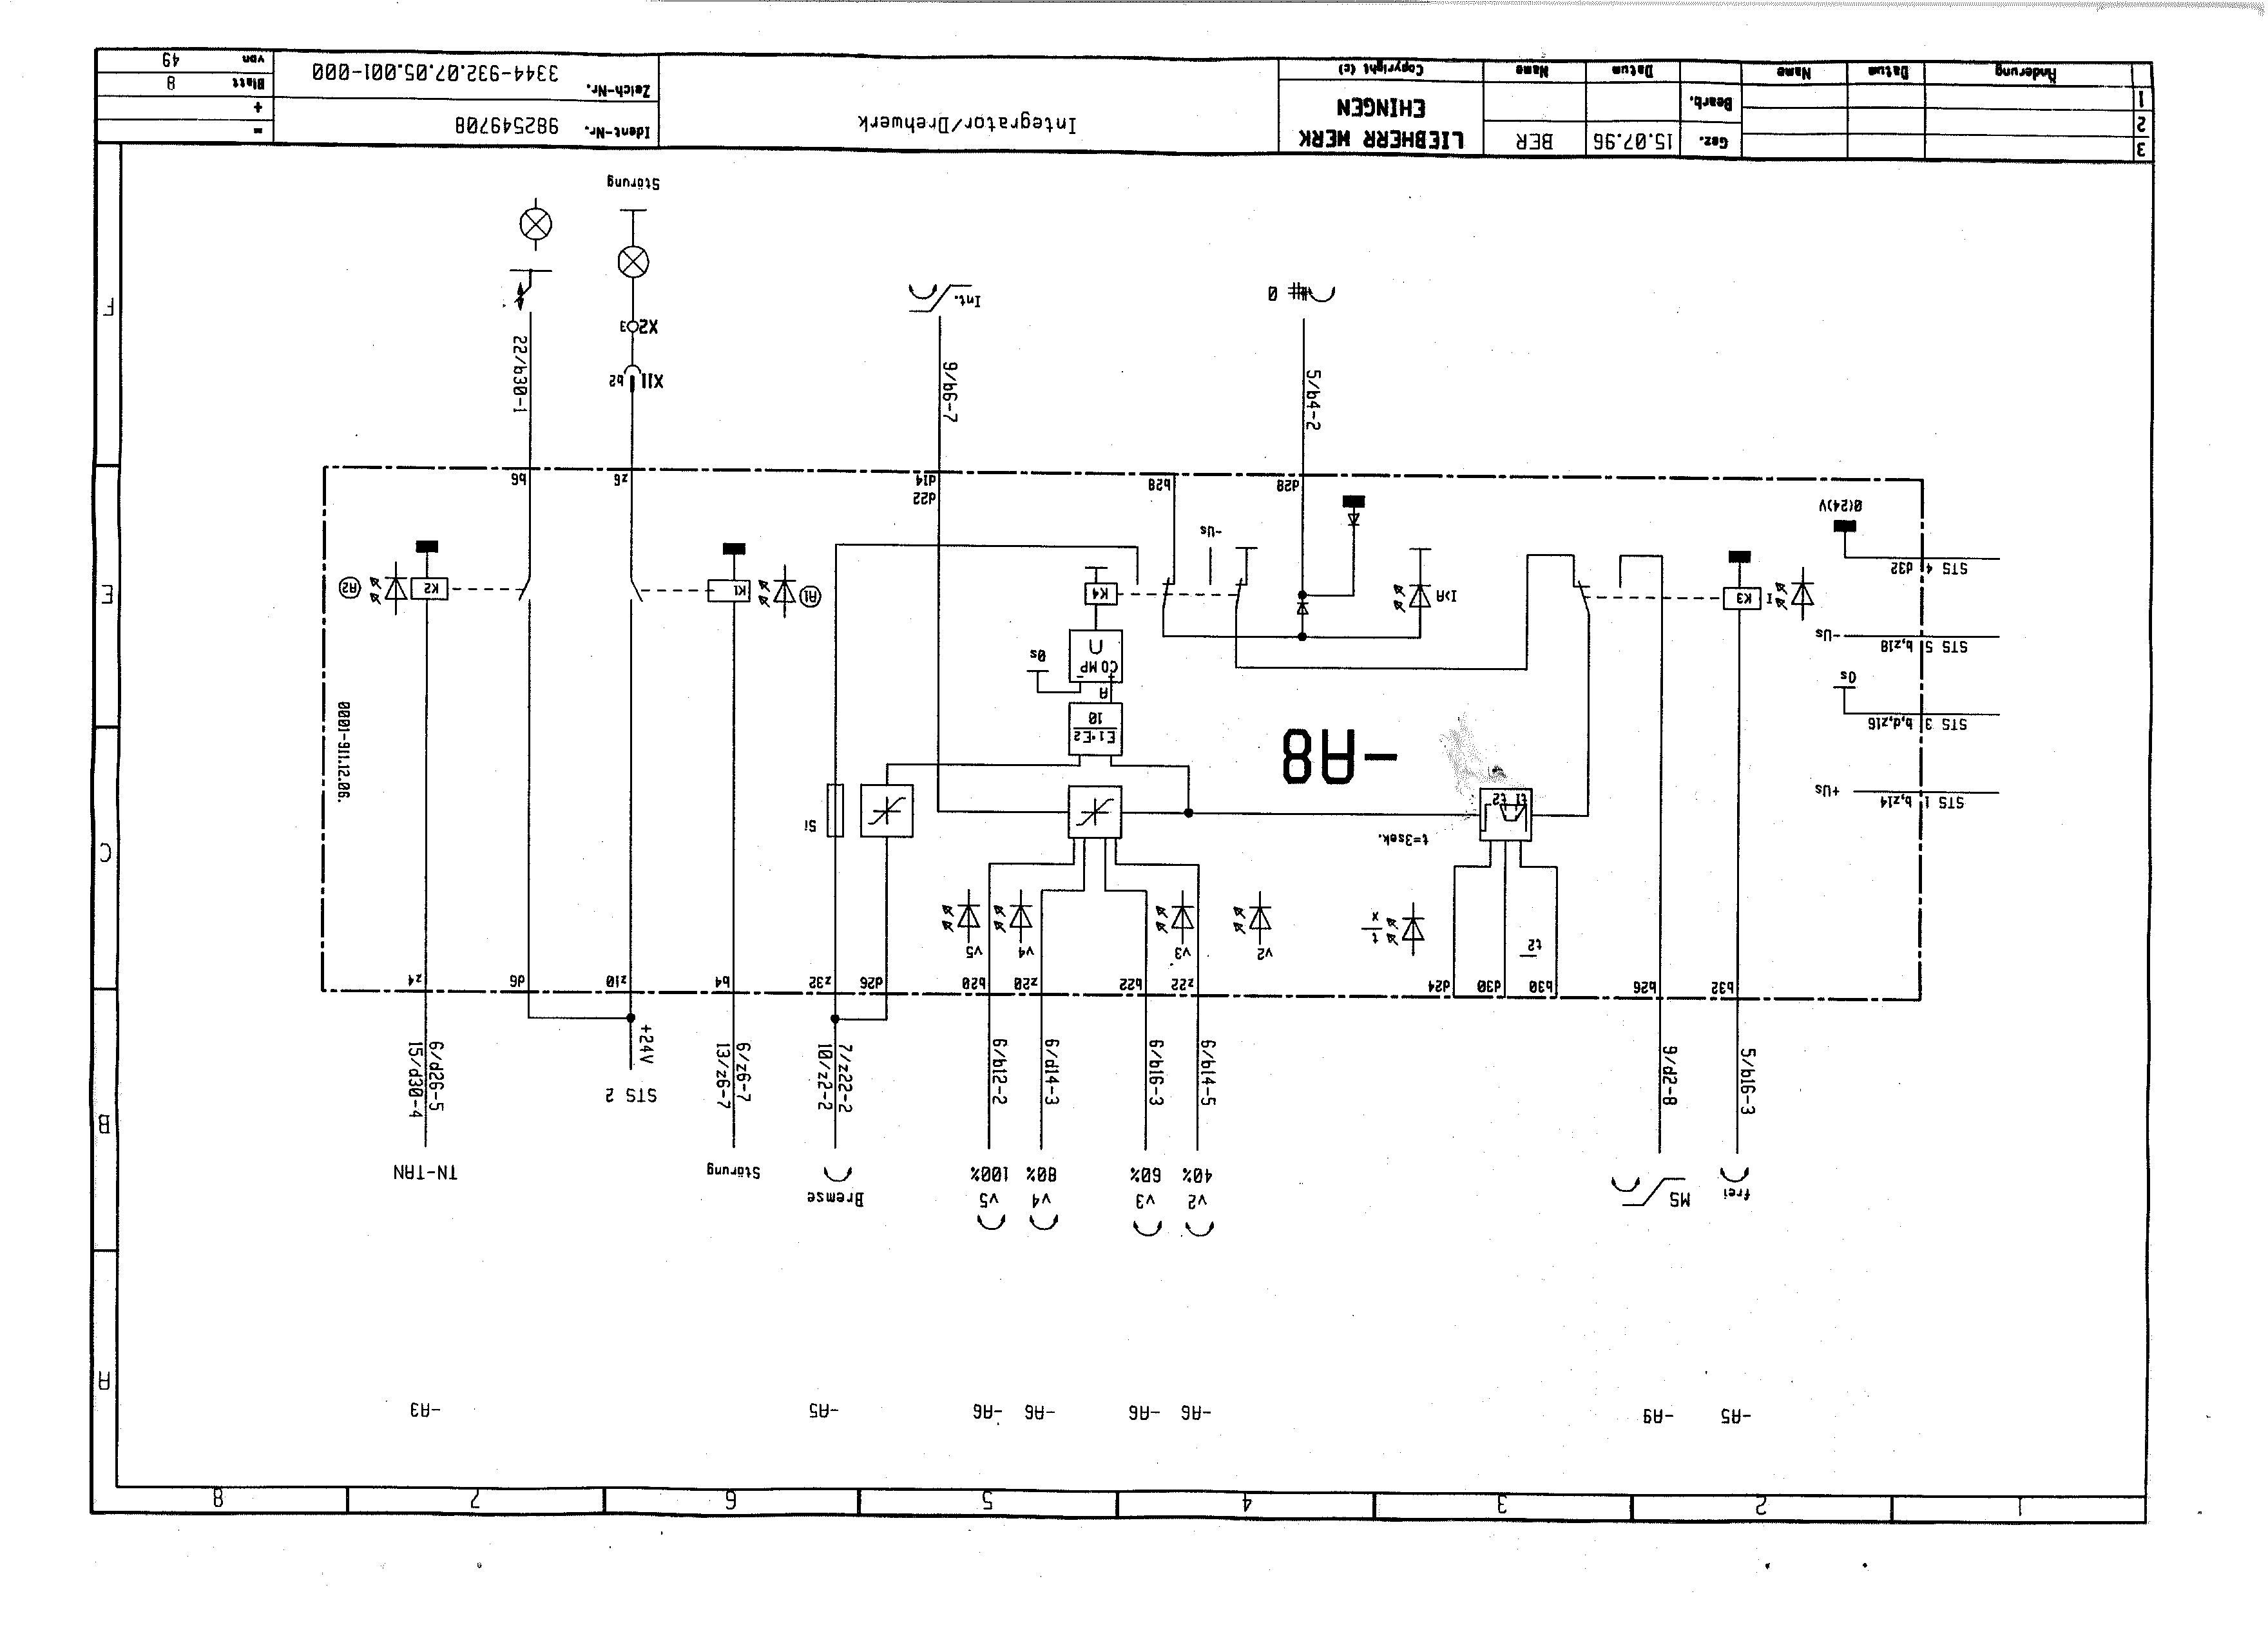 1 2 3 4 5 6 7 8
-A5 -A9 -A6 -A6 -A6 -A6 -A5 -A3
A
B
C
E
F
frei MS
v2 v3 v4 v5 Bremse
40% 60% 80% 100% Störung TN-TAN
5/b16-3
9/d2-8
6/b14-5
6/b16-3
6/d14-3
6/b12-2
7/z22-2
10/z2-2
6/z6-7
13/z6-7
STS 2
+24V
6/d26-5
15/d30-4
b32 b26 b30 d30 d24 z22 b22 z20 b20 d26 z32 b4 z10 d6 z4
t2 t x v2 v3 v4 v5
t=3sek. t1 t2
Si
STS 1 b,z14 +Us
-A8
0001-911.12.06.
STS 3 b,d,z16 0s
E1·E2
10
A
+ -
COMP
U
0s
STS 5 b,z18 -Us
K3 I
IA> K4
K1 A1
K2 A2
STS 4 d32
0(24)V
-Us
d28 b28 d22
d14 z6 b6
5/b4-2
9/b6-7
X11 b2
22/b30-1
X2 3
0
Int.
Störung
3
2
1
Änderung Datum Name
Gez. 15.07.96 BER
Bearb.
Datum Name
LIEBHERR WERK
EHINGEN
Copyright (c)
Integrator/Drehwerk
Ident-Nr. 982549708
Zeich-Nr. 3344-932.07.05.001-000
=
+
Blatt 8
von 49